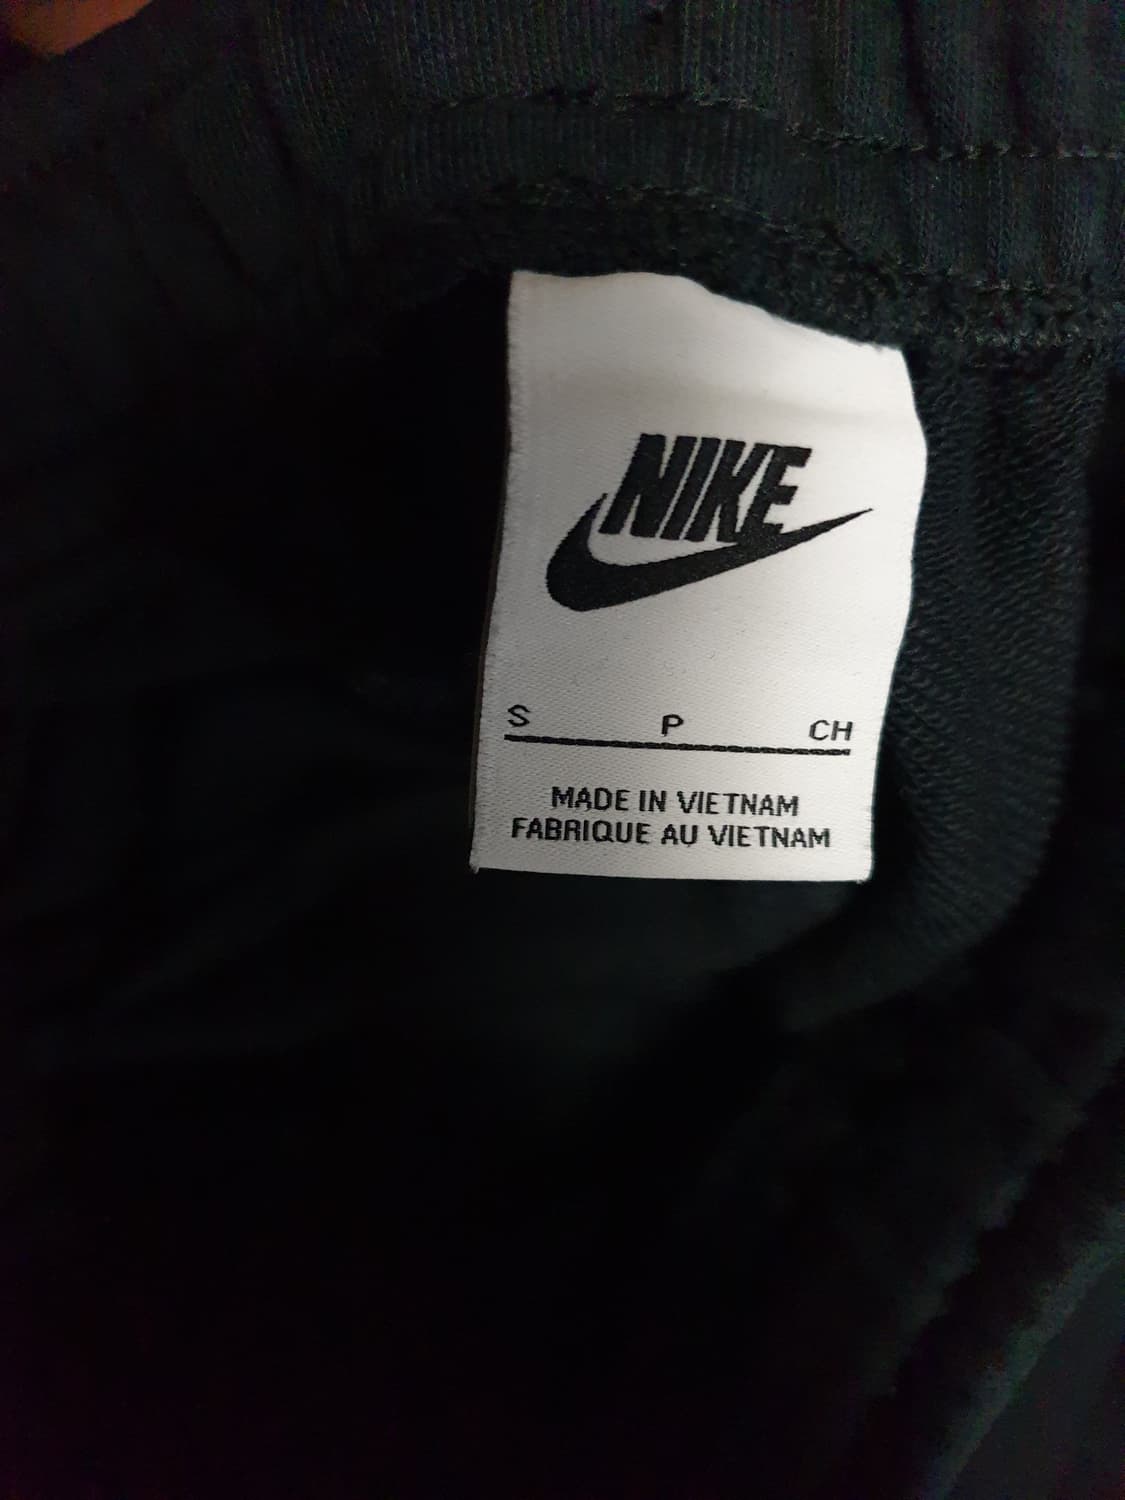 NIKE
S P CH
MADE IN VIETNAM
FABRIQUE AU VIETNAM